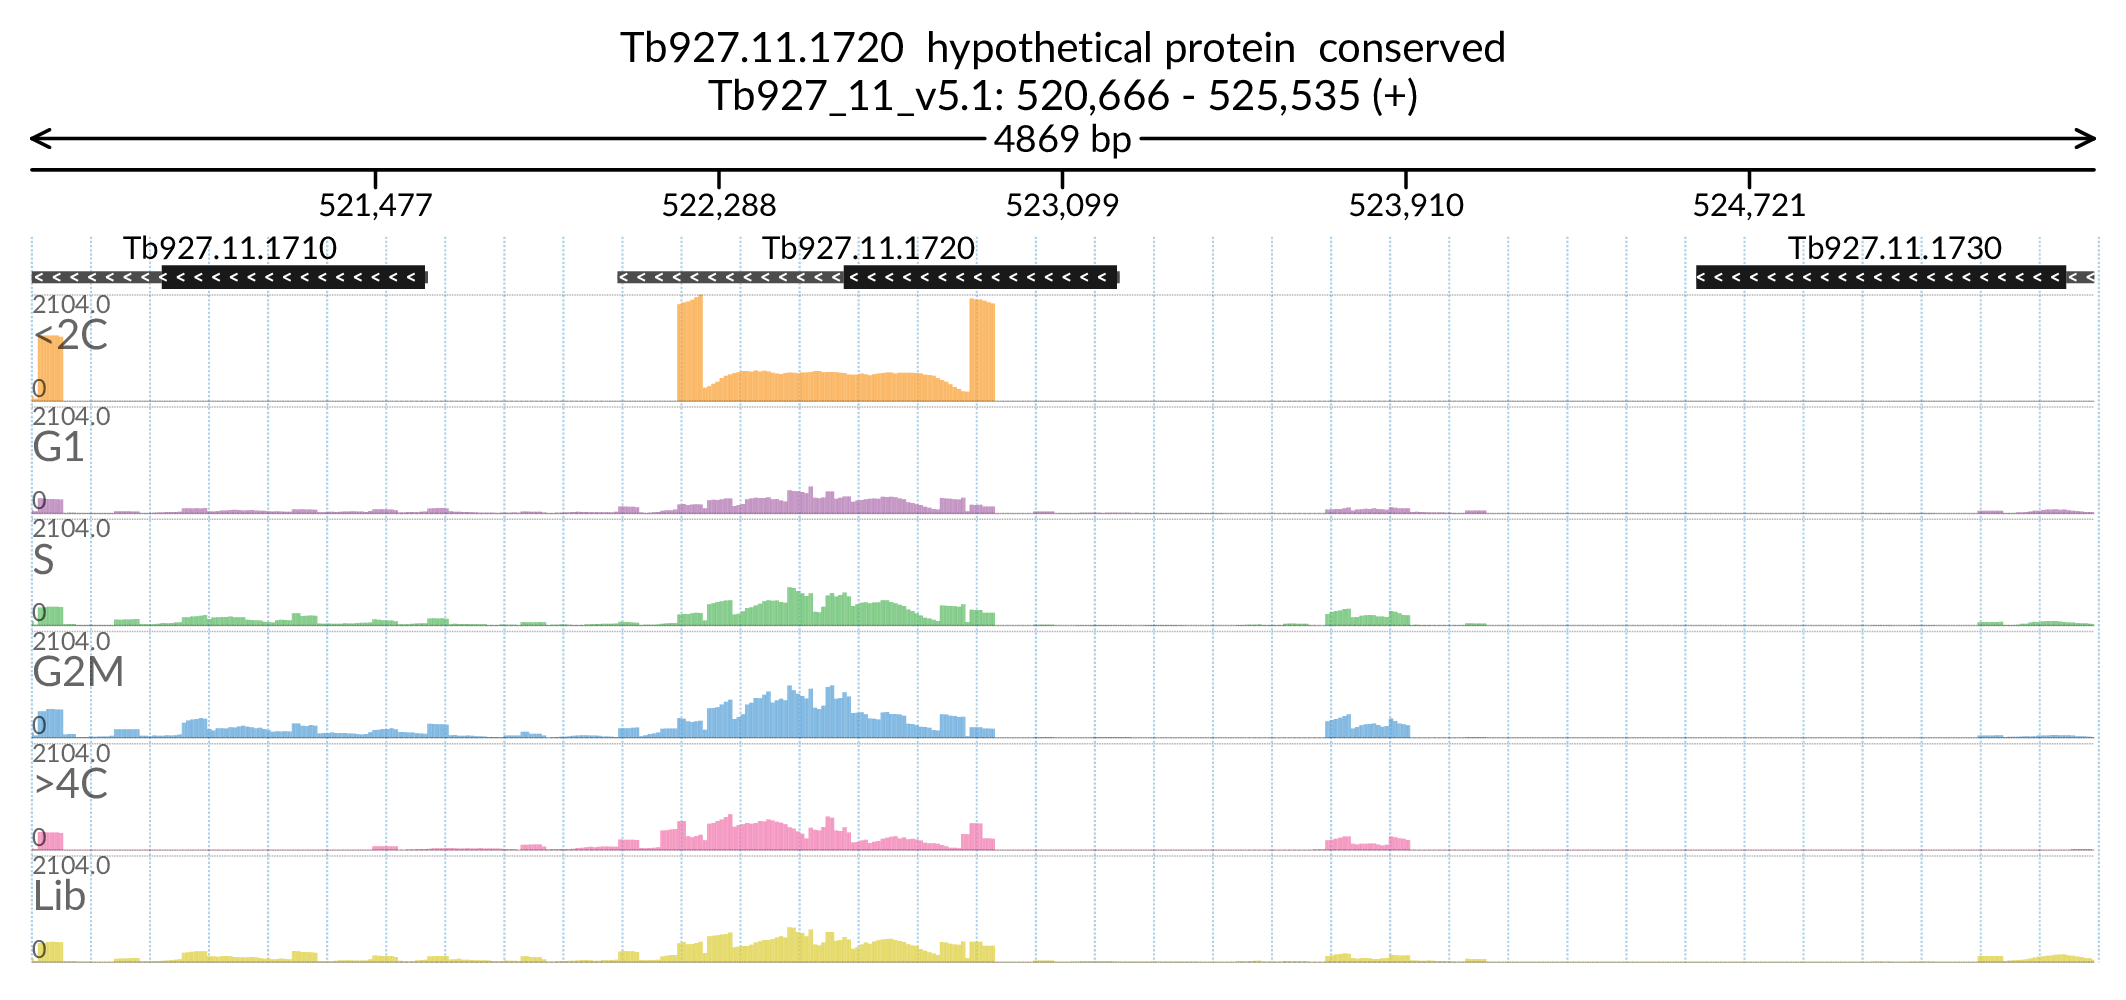 Tb927.11.1720 hypothetical protein conserved
Tb927_11_v5.1: 520,666 - 525,535 (+)
4869 bp
521,477 522,288 523,099 523,910 524,721
Tb927.11.1710 Tb927.11.1720 Tb927.11.1730
2104.0
<2C
0
2104.0
G1
0
2104.0
S
0
2104.0
G2M
0
2104.0
>4C
0
2104.0
Lib
0